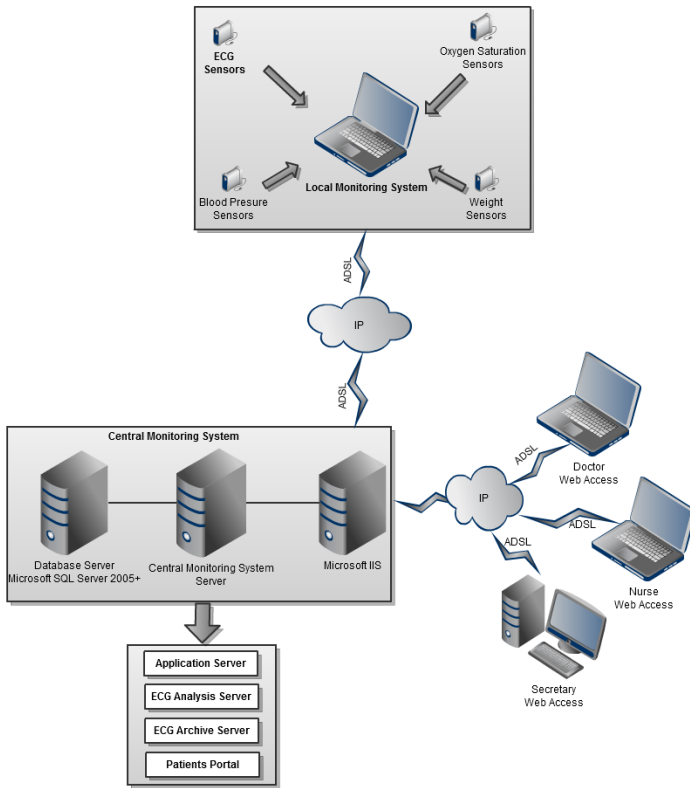 ECG
Sensors
Oxygen Saturation
Sensors
Blood Presure
Sensors
Local Monitoring System
Weight
Sensors
ADSL
IP
ADSL
Central Monitoring System
Database Server
Microsoft SQL Server 2005+
Central Monitoring System
Server
Microsoft IIS
IP
ADSL
Doctor
Web Access
ADSL
Nurse
Web Access
ADSL
Secretary
Web Access
Application Server
ECG Analysis Server
ECG Archive Server
Patients Portal